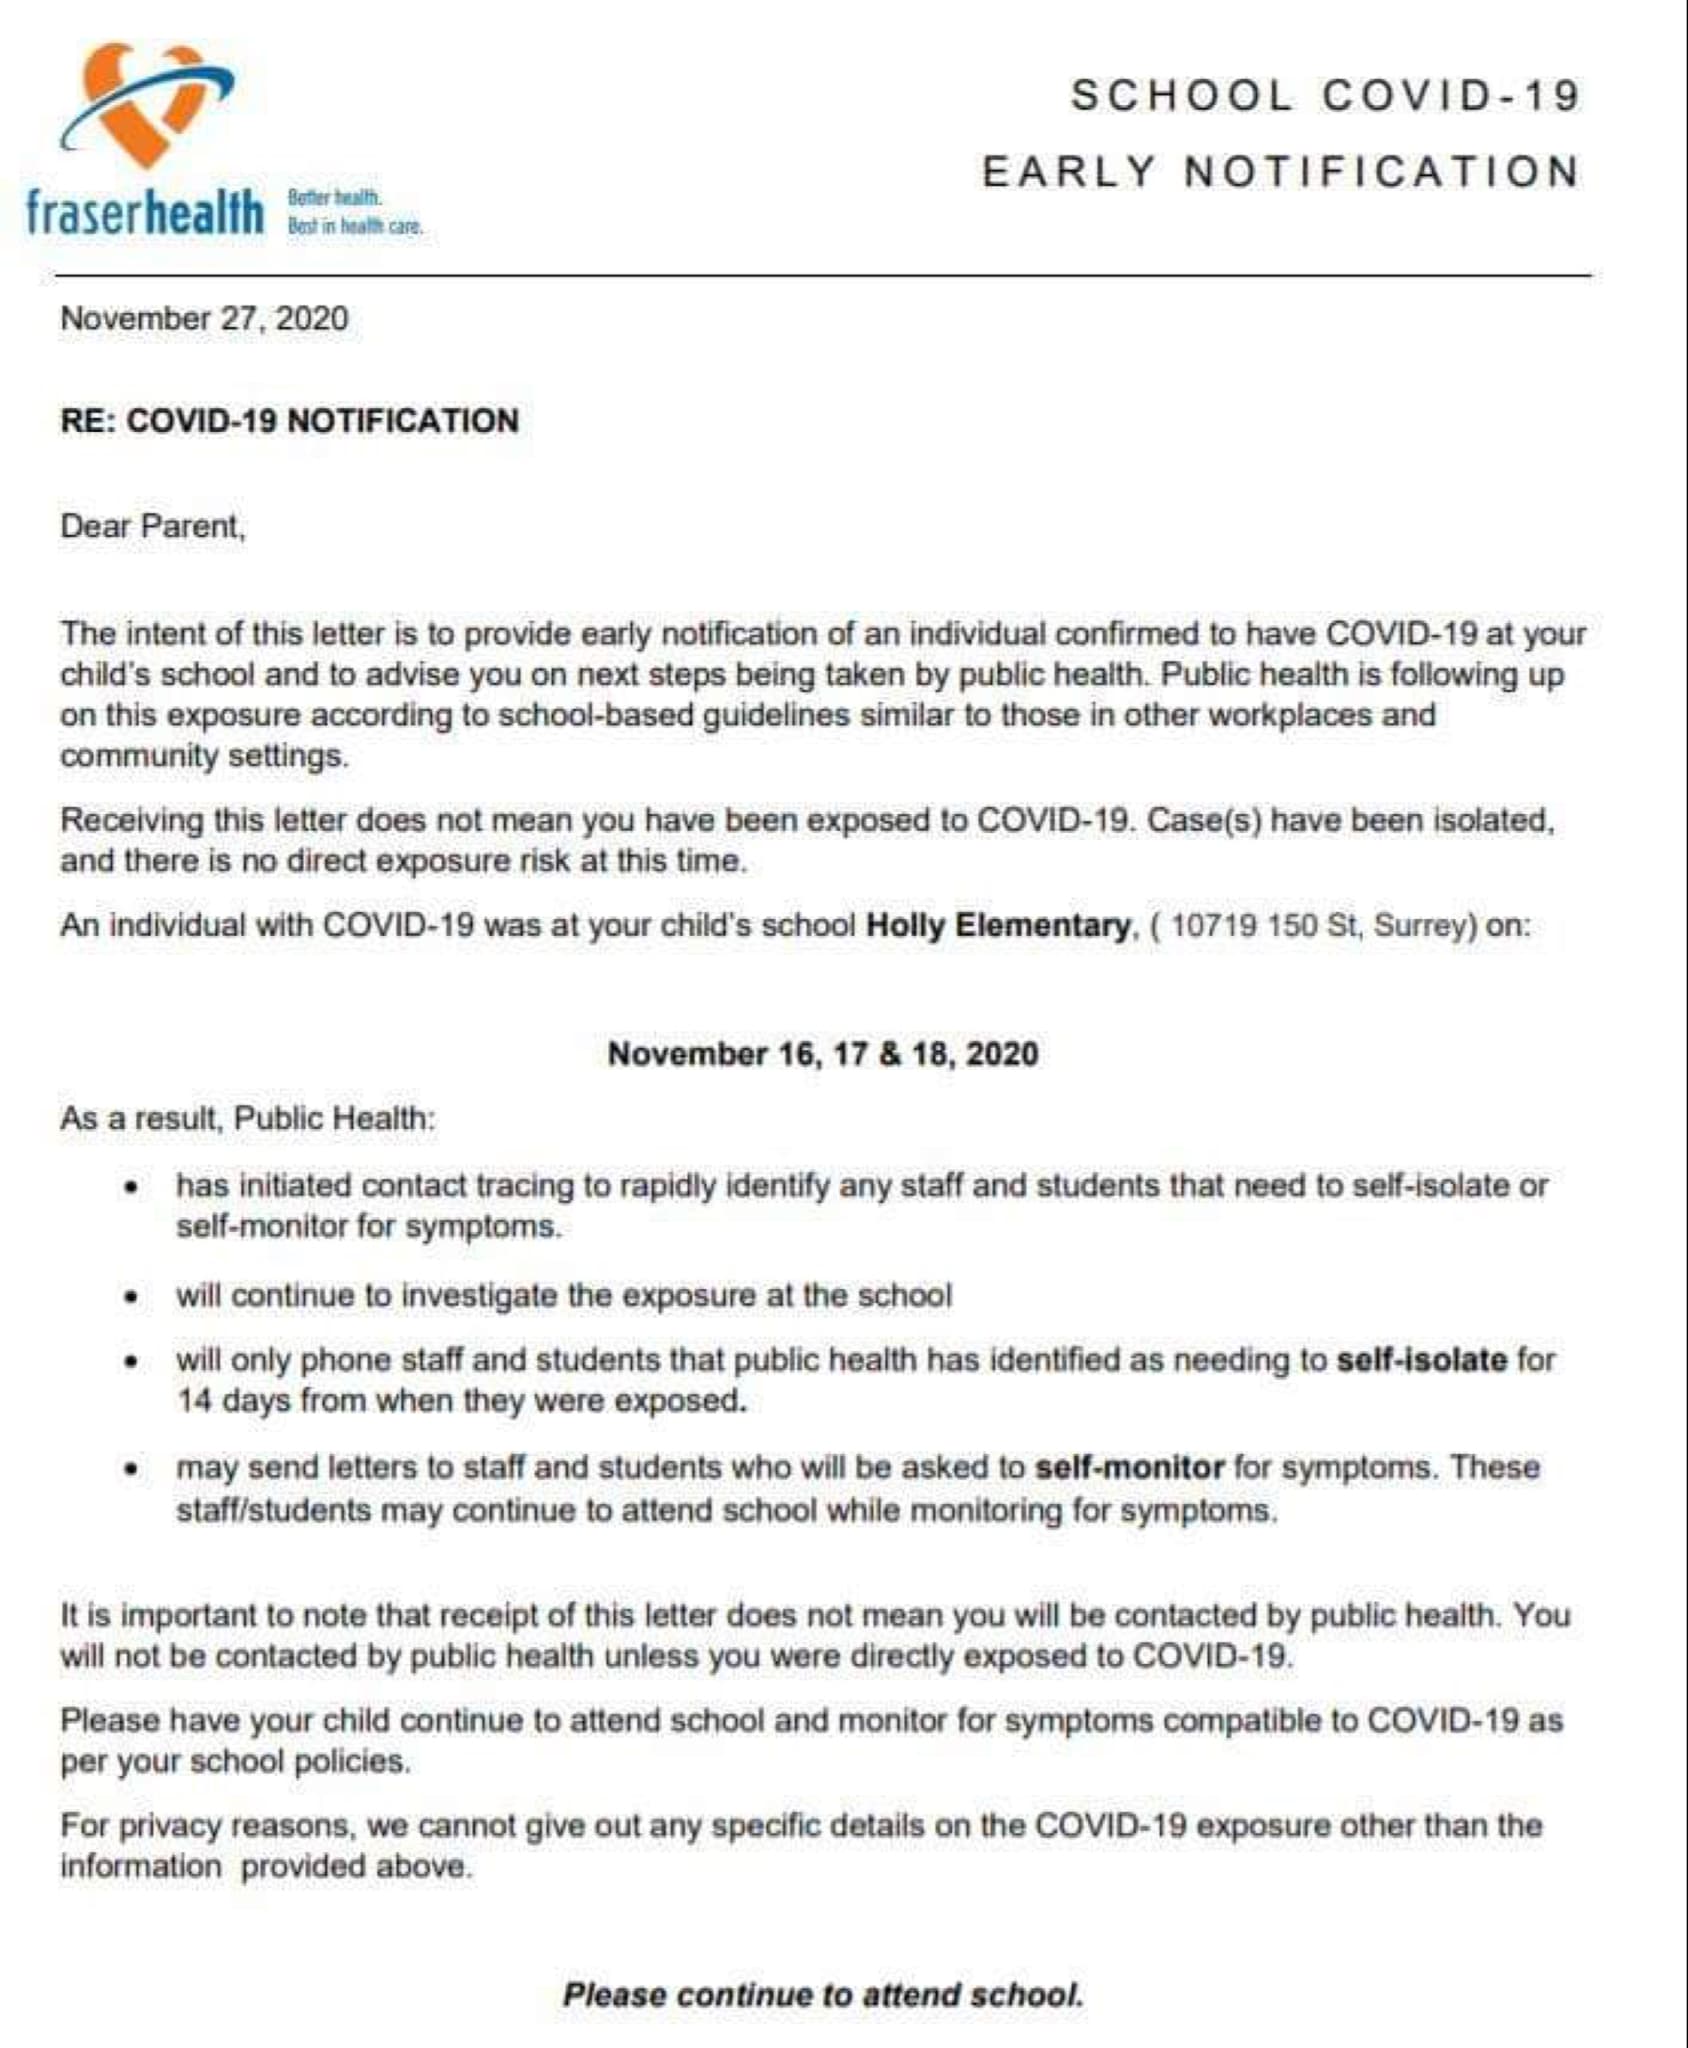 SCHOOL COVID-19
EARLY NOTIFICATION
fraserhealth
Better health.
Best in health care.
November 27, 2020
RE: COVID-19 NOTIFICATION
Dear Parent,
The intent of this letter is to provide early notification of an individual confirmed to have COVID-19 at your
child's school and to advise you on next steps being taken by public health. Public health is following up
on this exposure according to school-based guidelines similar to those in other workplaces and
community settings.
Receiving this letter does not mean you have been exposed to COVID-19. Case(s) have been isolated,
and there is no direct exposure risk at this time.
An individual with COVID-19 was at your child's school Holly Elementary, ( 10719 150 St, Surrey) on:
November 16, 17 & 18, 2020
As a result, Public Health:
• has initiated contact tracing to rapidly identify any staff and students that need to self-isolate or
self-monitor for symptoms.
• will continue to investigate the exposure at the school
• will only phone staff and students that public health has identified as needing to self-isolate for
14 days from when they were exposed.
• may send letters to staff and students who will be asked to self-monitor for symptoms. These
staff/students may continue to attend school while monitoring for symptoms.
It is important to note that receipt of this letter does not mean you will be contacted by public health. You
will not be contacted by public health unless you were directly exposed to COVID-19.
Please have your child continue to attend school and monitor for symptoms compatible to COVID-19 as
per your school policies.
For privacy reasons, we cannot give out any specific details on the COVID-19 exposure other than the
information provided above.
Please continue to attend school.